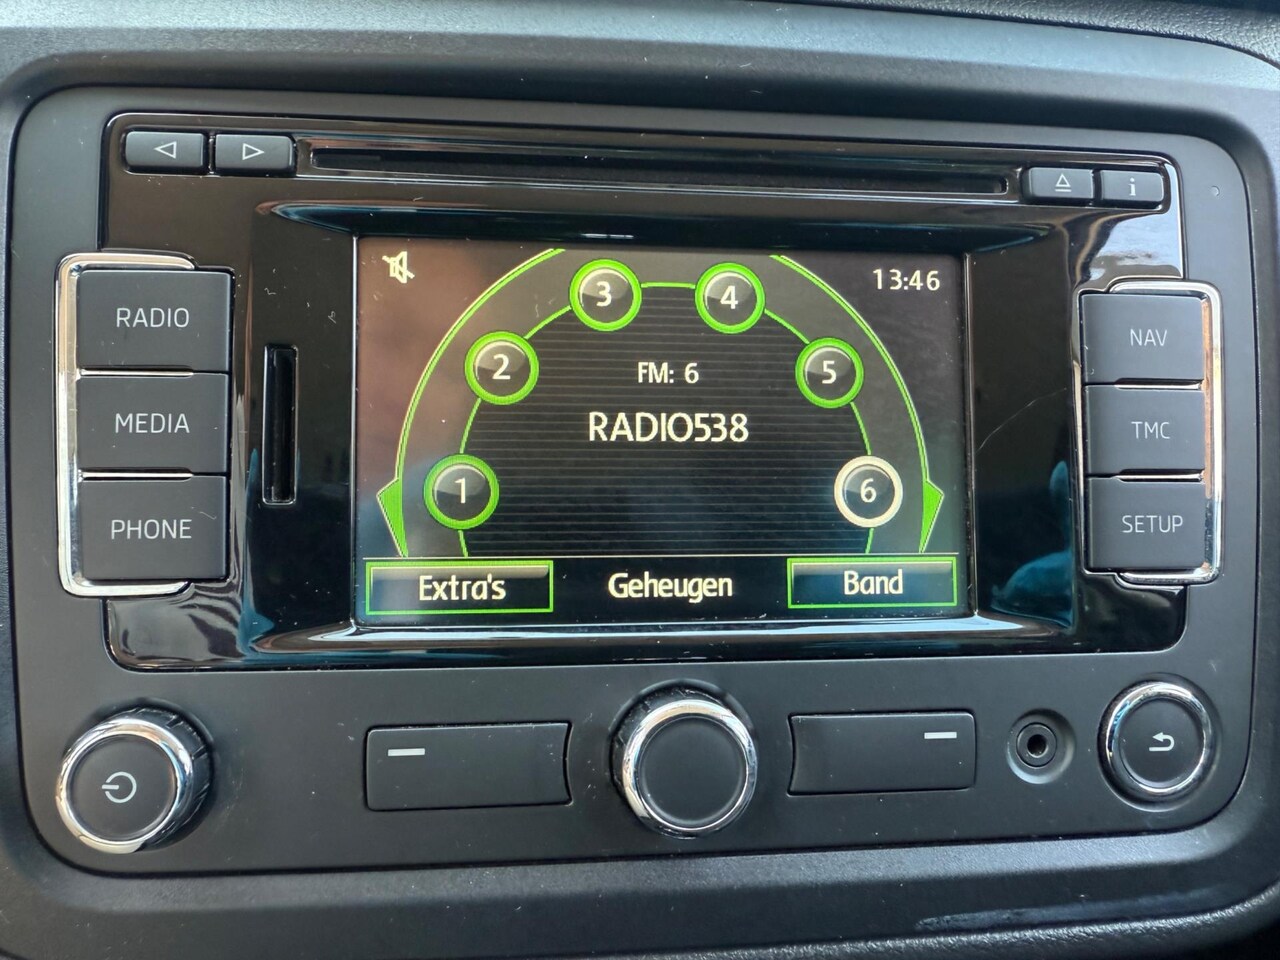 i
RADIO
MEDIA
PHONE
13:46
3
4
2
5
FM: 6
RADIO538
1
6
Extra's
Geheugen
Band
NAV
TMC
SETUP